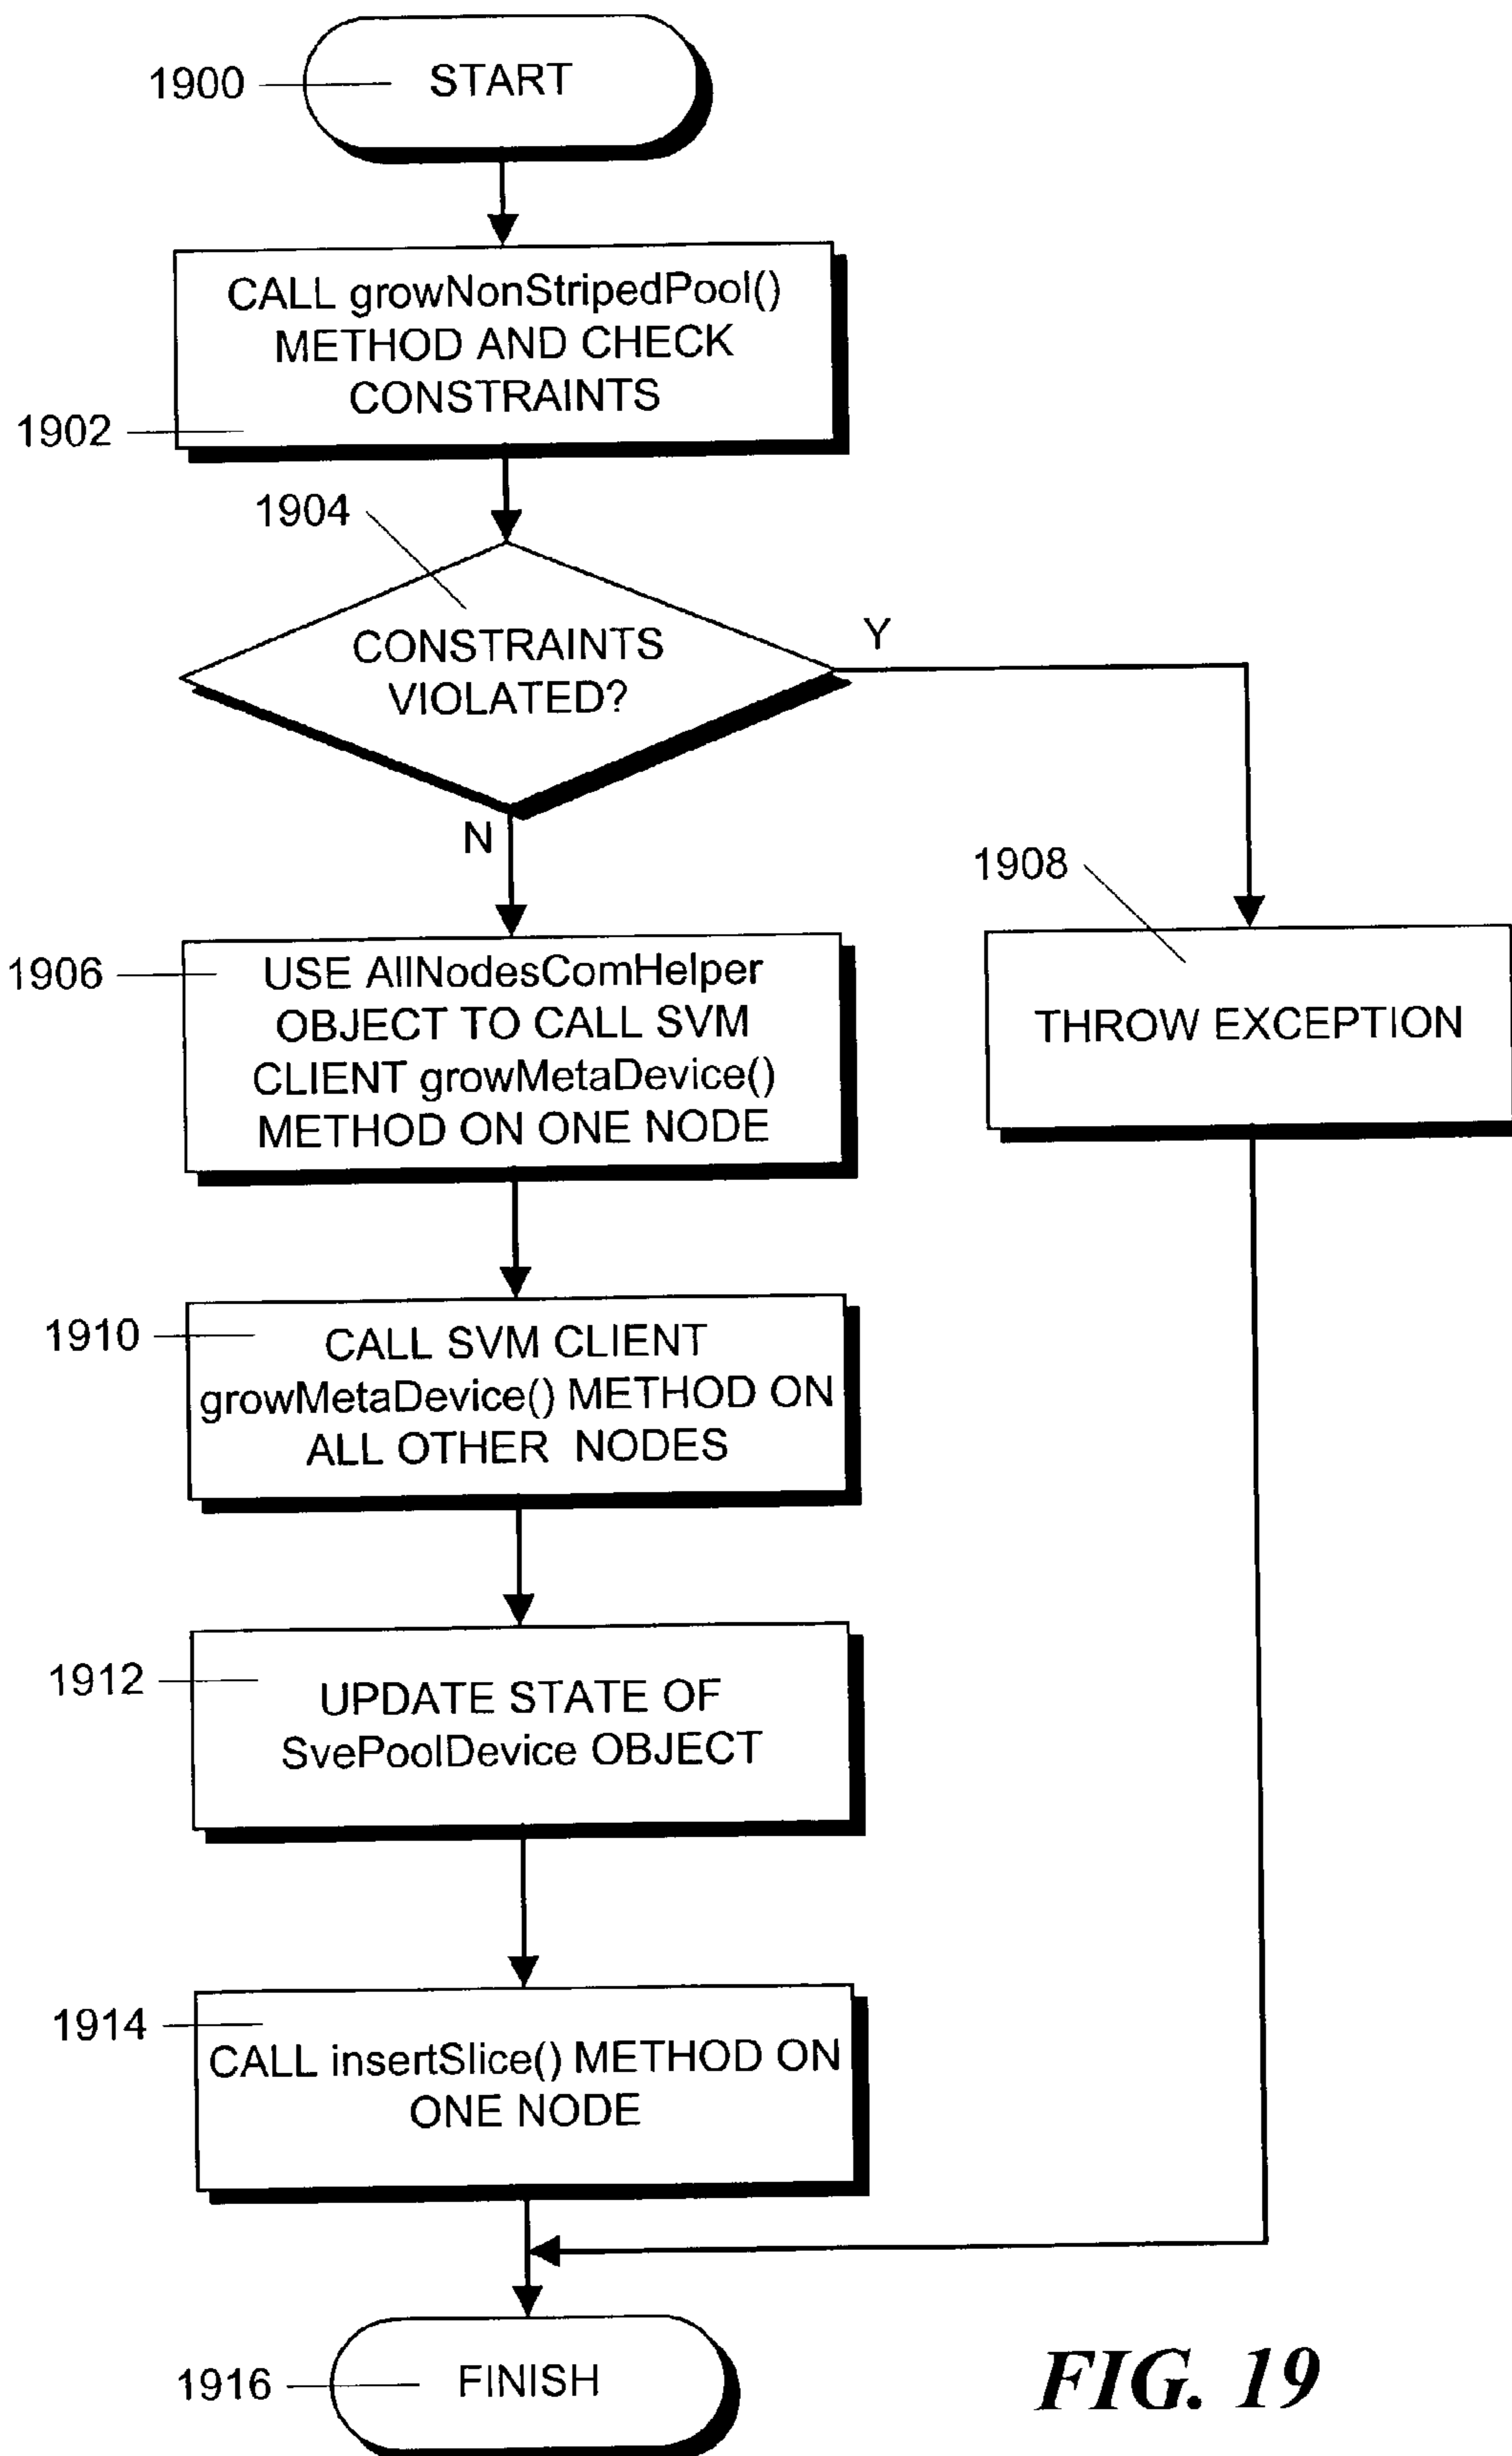 1900
START
CALL growNonStripedPool()
METHOD AND CHECK
CONSTRAINTS
1902
1904
CONSTRAINTS
VIOLATED?
Y
N
1908
THROW EXCEPTION
1906
USE AllNodesComHelper
OBJECT TO CALL SVM
CLIENT growMetaDevice()
METHOD ON ONE NODE
1910
CALL SVM CLIENT
growMetaDevice() METHOD ON
ALL OTHER NODES
1912
UPDATE STATE OF
SvePoolDevice OBJECT
1914
CALL insertSlice() METHOD ON
ONE NODE
1916
FINISH
FIG. 19